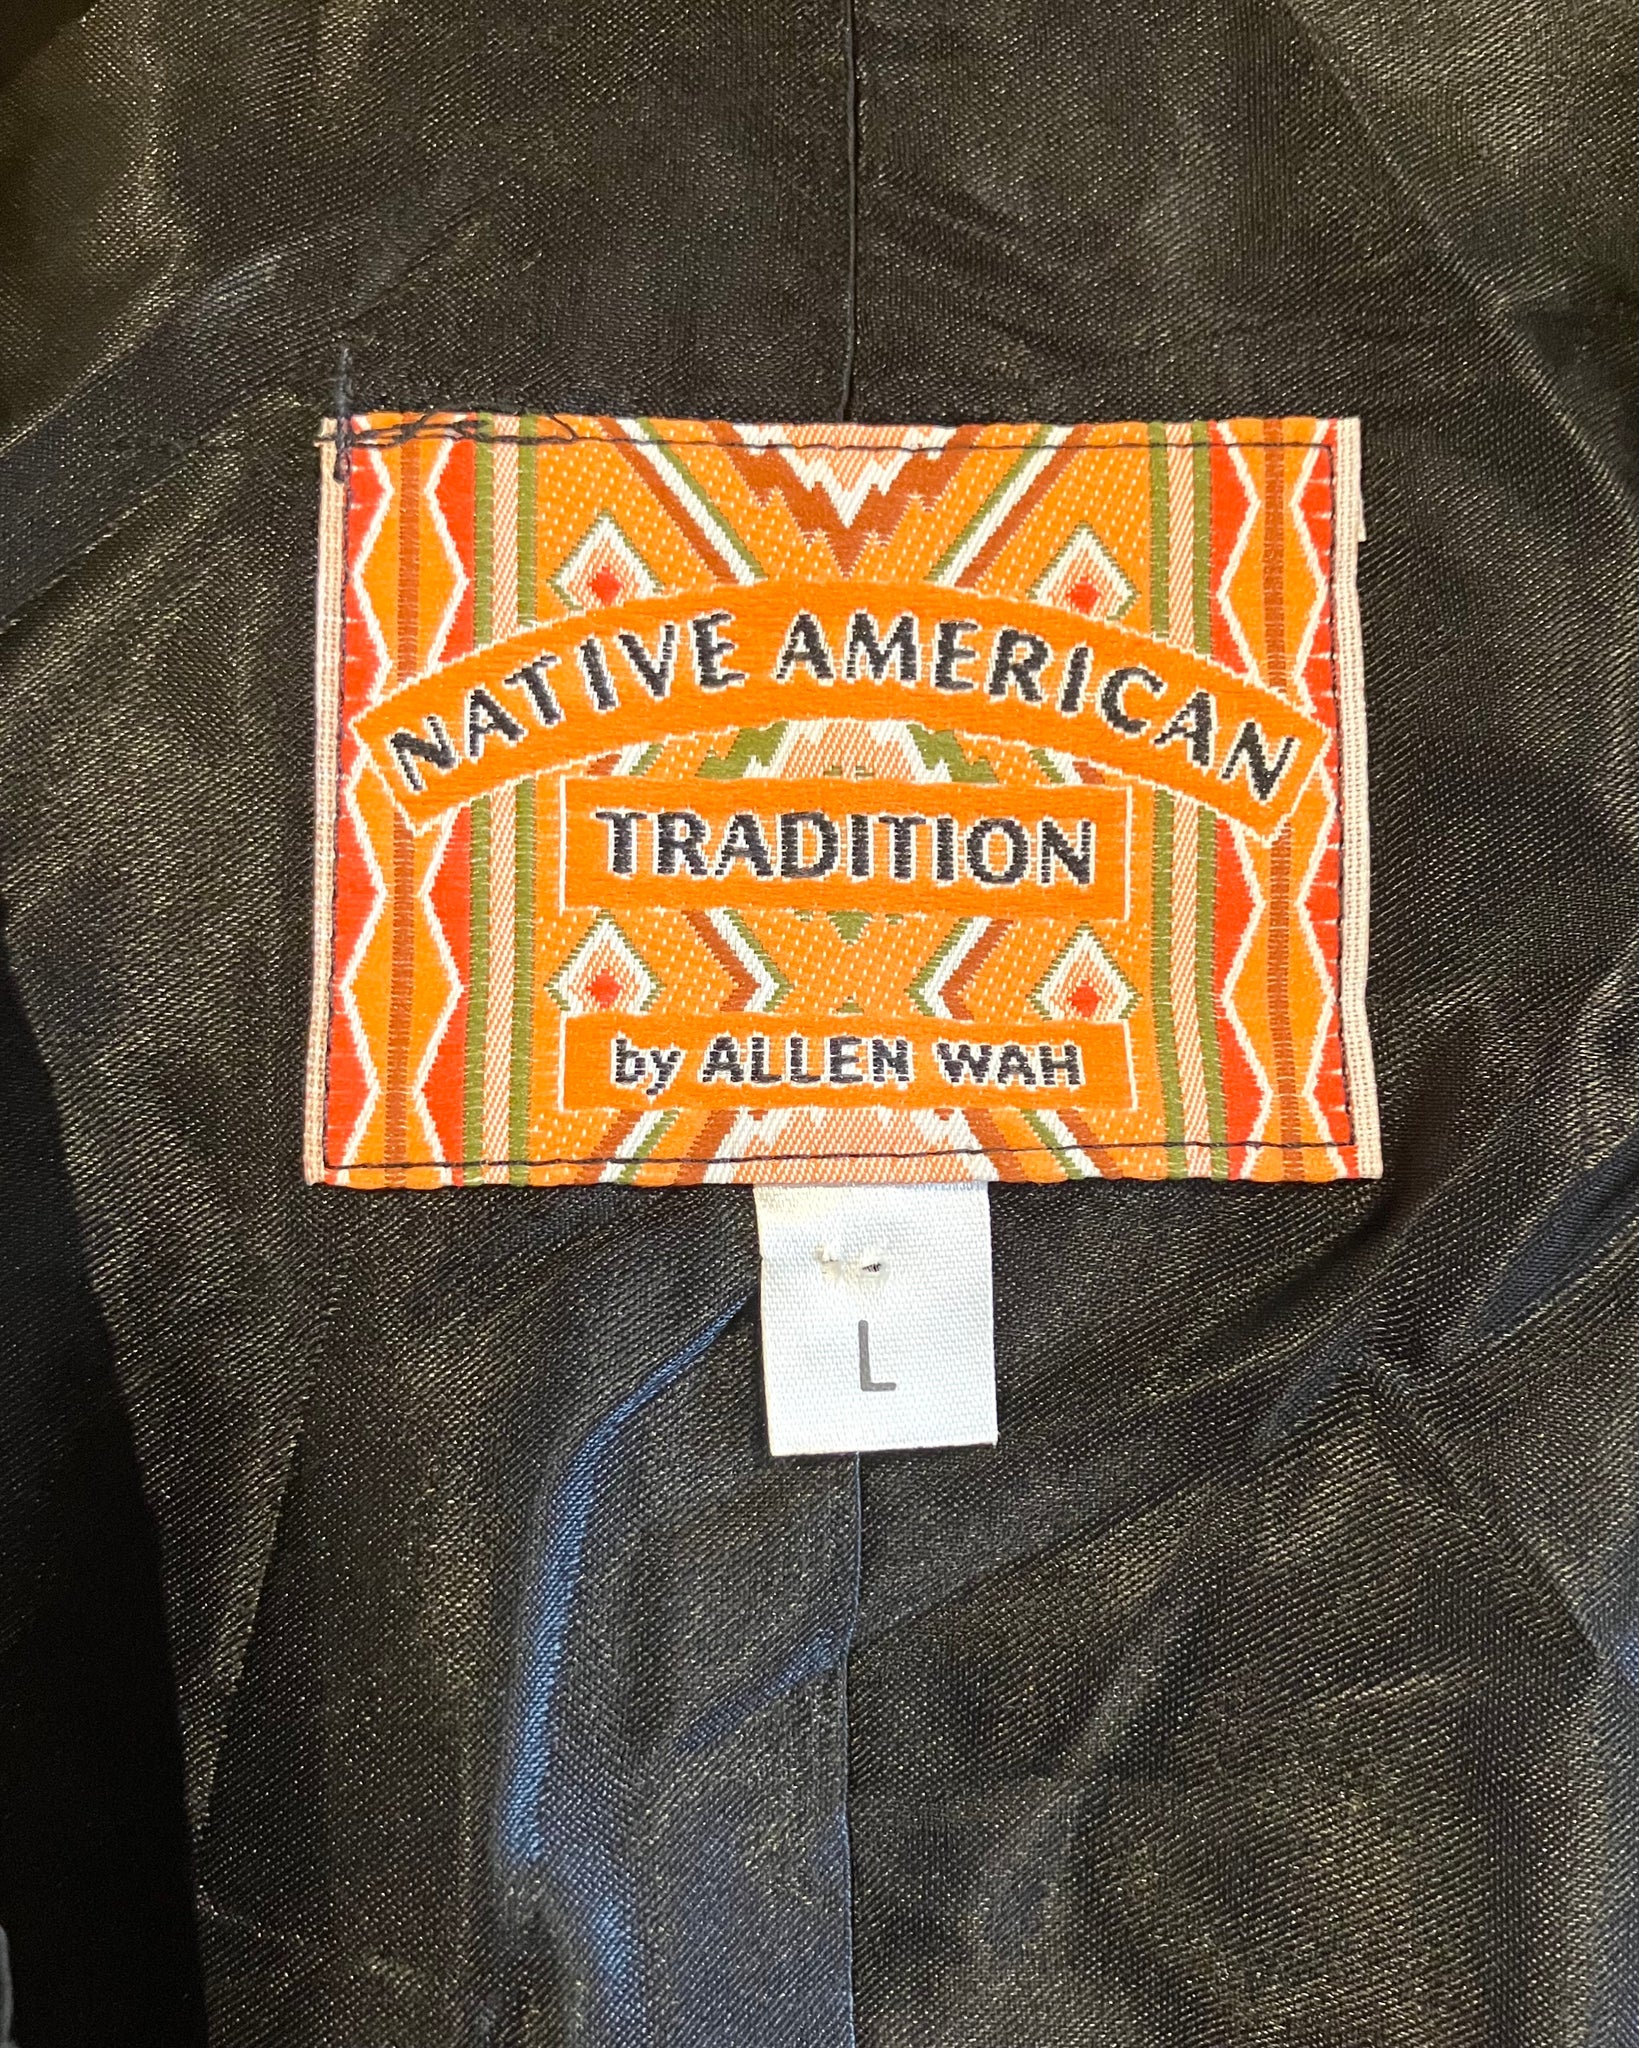 NATIVE AMERICAN
TRADITION
by ALLEN WAH
L